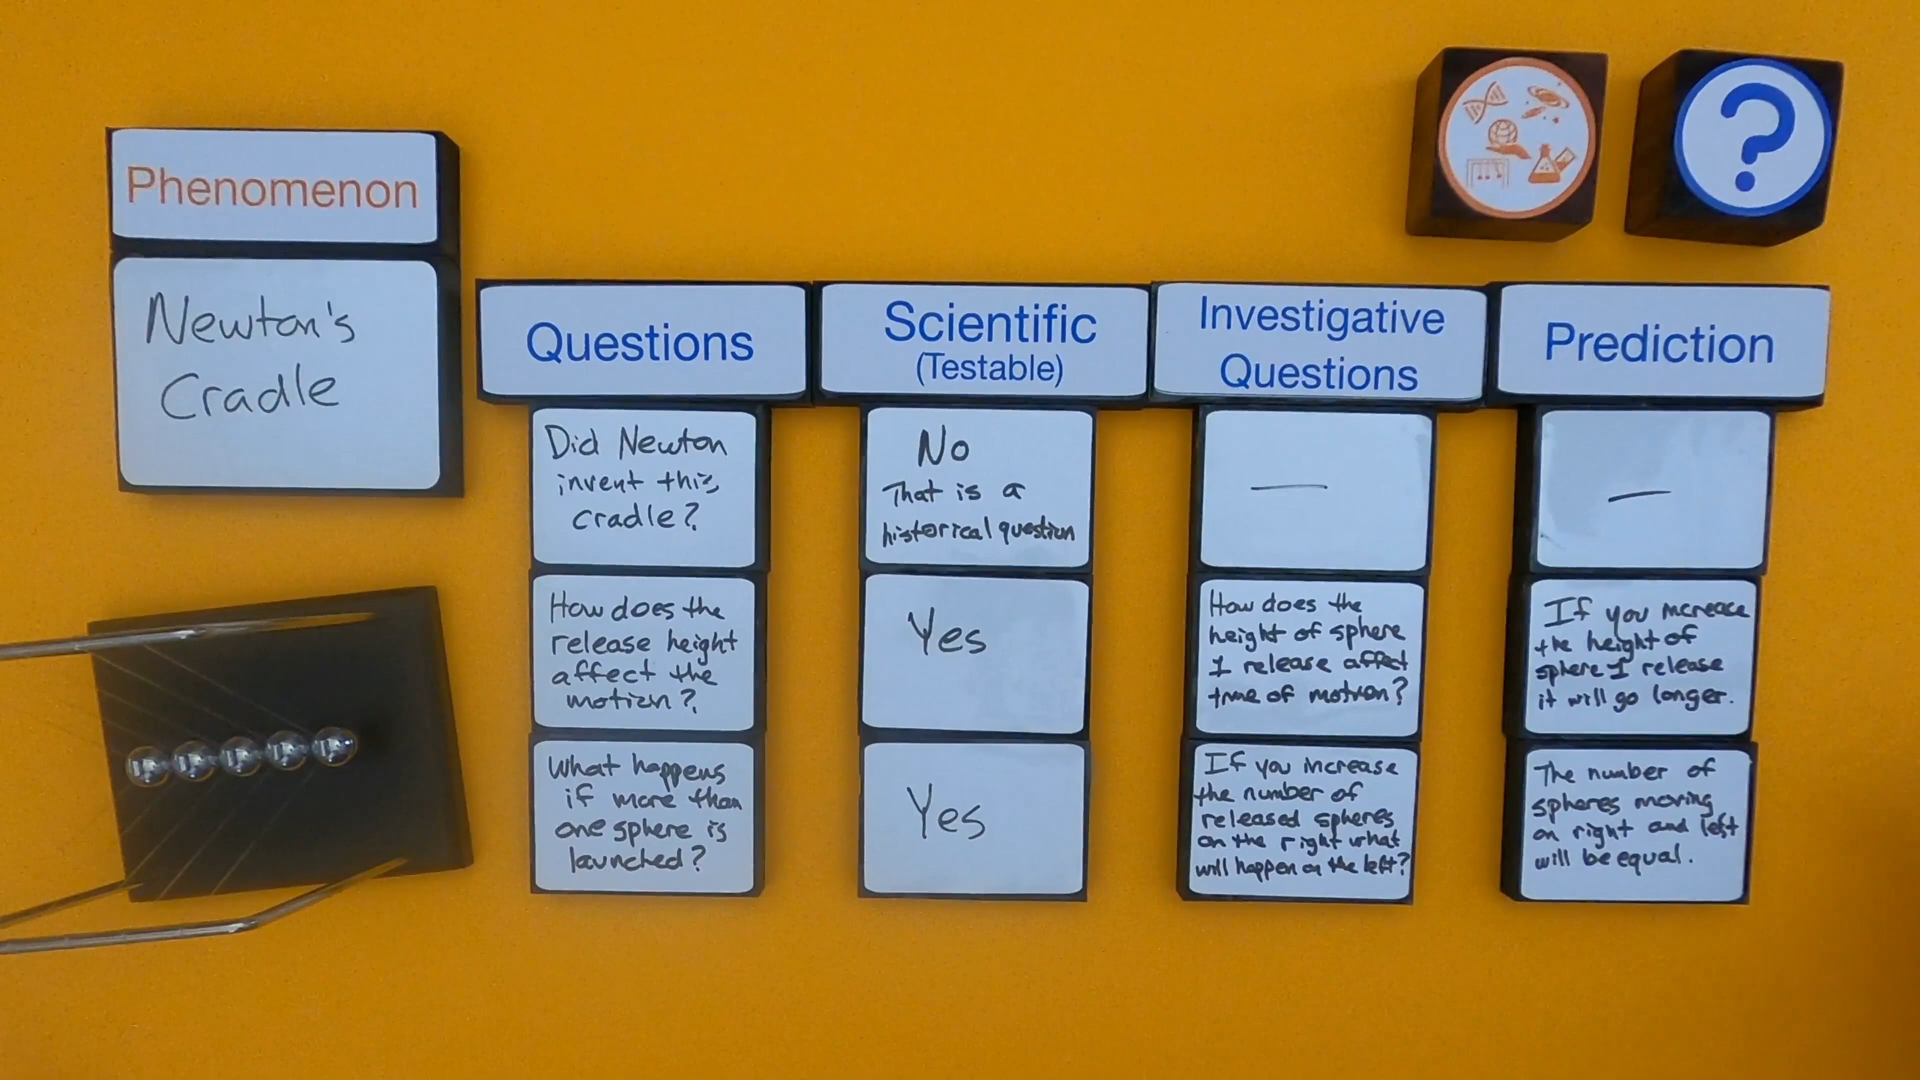 Phenomenon
Newton's
Cradle
Questions
Scientific
(Testable)
Investigative
Questions
Prediction
Did Newton
invent this
cradle?
No
That is a
historical question
—
—
How does the
release height
affect the
motion?
Yes
How does the
height of sphere
1 release affect
time of motion?
If you increase
the height of
sphere 1 release
it will go longer.
What happens
if more than
one sphere is
launched?
Yes
If you increase
the number of
released spheres
on the right what
will happen on the left?
The number of
spheres moving
on right and left
will be equal.
?